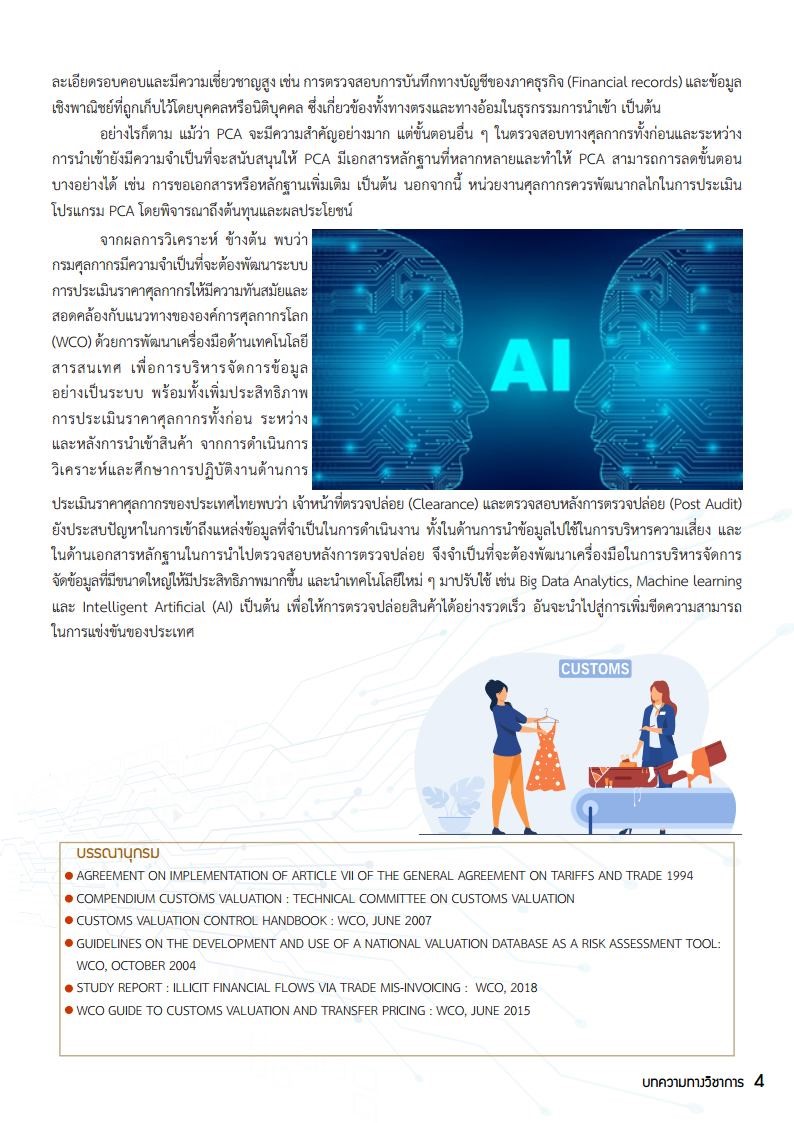 ละเอียดรอบคอบและมีความเชี่ยวชาญสูง เช่น การตรวจสอบการบันทึกทางบัญชีของภาคธุรกิจ (Financial records) และข้อมูล
เชิงพาณิชย์ที่ถูกเก็บไว้โดยบุคคลหรือนิติบุคคล ซึ่งเกี่ยวข้องทั้งทางตรงและทางอ้อมในธุรกรรมการนำเข้า เป็นต้น
อย่างไรก็ตาม แม้ว่า PCA จะมีความสำคัญอย่างมาก แต่ขั้นตอนอื่น ๆ ในตรวจสอบทางศุลกากรทั้งก่อนและระหว่าง
การนำเข้ายังมีความจำเป็นที่จะสนับสนุนให้ PCA มีเอกสารหลักฐานที่หลากหลายและทำให้ PCA สามารถการลดขั้นตอน
บางอย่างได้ เช่น การขอเอกสารหรือหลักฐานเพิ่มเติม เป็นต้น นอกจากนี้ หน่วยงานศุลกากรควรพัฒนากลไกในการประเมิน
โปรแกรม PCA โดยพิจารณาถึงต้นทุนและผลประโยชน์
จากผลการวิเคราะห์ ข้างต้น พบว่า
กรมศุลกากรมีความจำเป็นที่จะต้องพัฒนาระบบ
การประเมินราคาศุลกากรให้มีความทันสมัยและ
สอดคล้องกับแนวทางขององค์การศุลกากรโลก
(WCO) ด้วยการพัฒนาเครื่องมือด้านเทคโนโลยี
สารสนเทศ เพื่อการบริหารจัดการข้อมูล
อย่างเป็นระบบ พร้อมทั้งเพิ่มประสิทธิภาพ
การประเมินราคาศุลกากรทั้งก่อน ระหว่าง
และหลังการนำเข้าสินค้า จากการดำเนินการ
วิเคราะห์และศึกษาการปฏิบัติงานด้านการ
AI
ประเมินราคาศุลกากรของประเทศไทยพบว่า เจ้าหน้าที่ตรวจปล่อย (Clearance) และตรวจสอบหลังการตรวจปล่อย (Post Audit)
ยังประสบปัญหาในการเข้าถึงแหล่งข้อมูลที่จำเป็นในการดำเนินงาน ทั้งในด้านการนำข้อมูลไปใช้ในการบริหารความเสี่ยง และ
ในด้านเอกสารหลักฐานในการนำไปตรวจสอบหลังการตรวจปล่อย จึงจำเป็นที่จะต้องพัฒนาเครื่องมือในการบริหารจัดการ
จัดข้อมูลที่มีขนาดใหญ่ให้มีประสิทธิภาพมากขึ้น และนำเทคโนโลยีใหม่ ๆ มาปรับใช้ เช่น Big Data Analytics, Machine learning
และ Intelligent Artificial (AI) เป็นต้น เพื่อให้การตรวจปล่อยสินค้าได้อย่างรวดเร็ว อันจะนำไปสู่การเพิ่มขีดความสามารถ
ในการแข่งขันของประเทศ
CUSTOMS
บรรณานุกรม
● AGREEMENT ON IMPLEMENTATION OF ARTICLE VII OF THE GENERAL AGREEMENT ON TARIFFS AND TRADE 1994
● COMPENDIUM CUSTOMS VALUATION : TECHNICAL COMMITTEE ON CUSTOMS VALUATION
● CUSTOMS VALUATION CONTROL HANDBOOK : WCO, JUNE 2007
● GUIDELINES ON THE DEVELOPMENT AND USE OF A NATIONAL VALUATION DATABASE AS A RISK ASSESSMENT TOOL:
WCO, OCTOBER 2004
● STUDY REPORT : ILLICIT FINANCIAL FLOWS VIA TRADE MIS-INVOICING : WCO, 2018
● WCO GUIDE TO CUSTOMS VALUATION AND TRANSFER PRICING : WCO, JUNE 2015
บทความทางวิชาการ 4